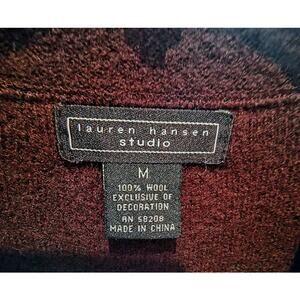 lauren hansen
studio
M
100% WOOL
EXCLUSIVE OF
DECORATION
RN 58208
MADE IN CHINA